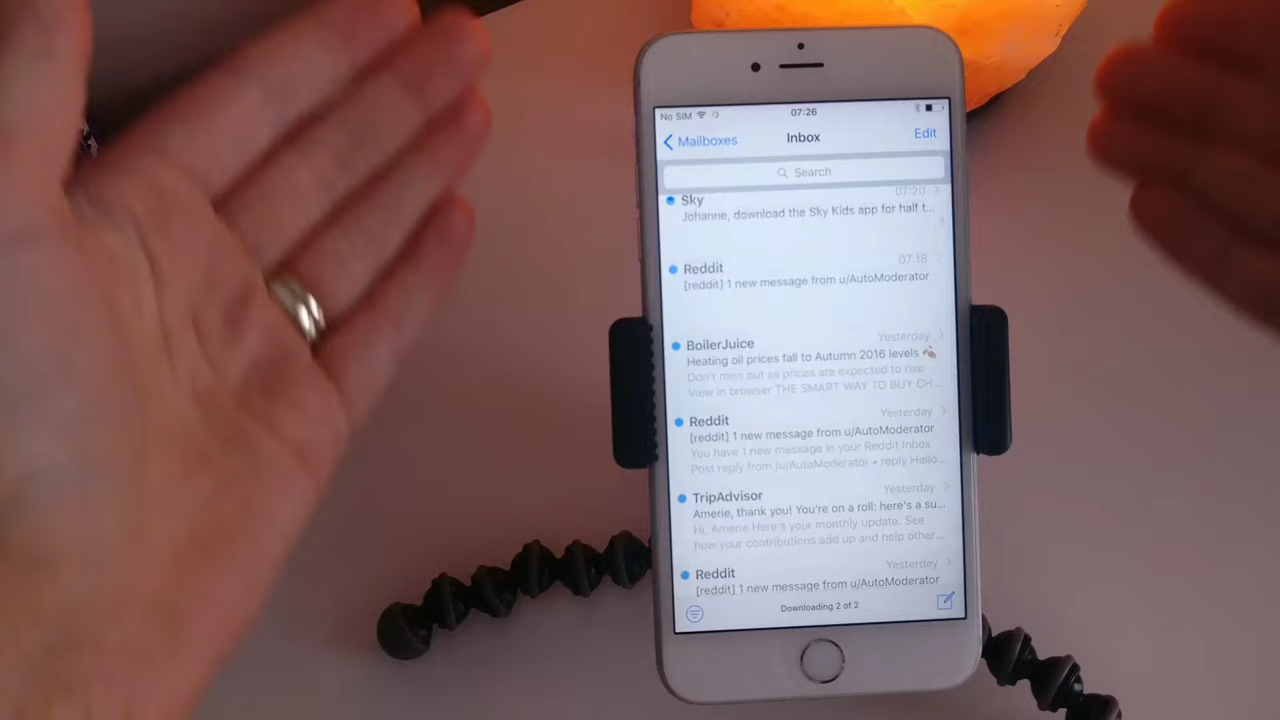 No SIM 07:26
Mailboxes Inbox Edit
Search
Sky 07:20
Johanne, download the Sky Kids app for half t...
Reddit 07:18
[reddit] 1 new message from u/AutoModerator
BoilerJuice Yesterday
Heating oil prices fall to Autumn 2016 levels 🍂
Don't miss out as prices are expected to rise
View in browser THE SMART WAY TO BUY CH...
Reddit Yesterday
[reddit] 1 new message from u/AutoModerator
You have 1 new message in your Reddit Inbox
Post reply from /u/AutoModerator • reply Hello...
TripAdvisor Yesterday
Amerie, thank you! You're on a roll: here's a su...
Hi, Amerie Here's your monthly update. See
how your contributions add up and help other...
Reddit Yesterday
[reddit] 1 new message from u/AutoModerator
Downloading 2 of 2